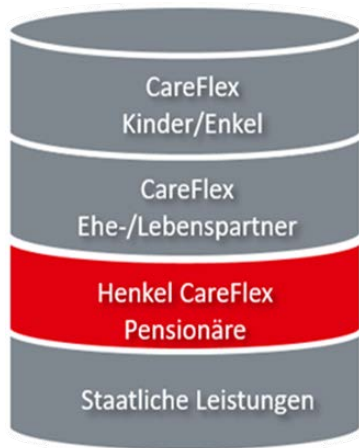 CareFlex
Kinder/Enkel
CareFlex
Ehe-/Lebenspartner
Henkel CareFlex
Pensionäre
Staatliche Leistungen